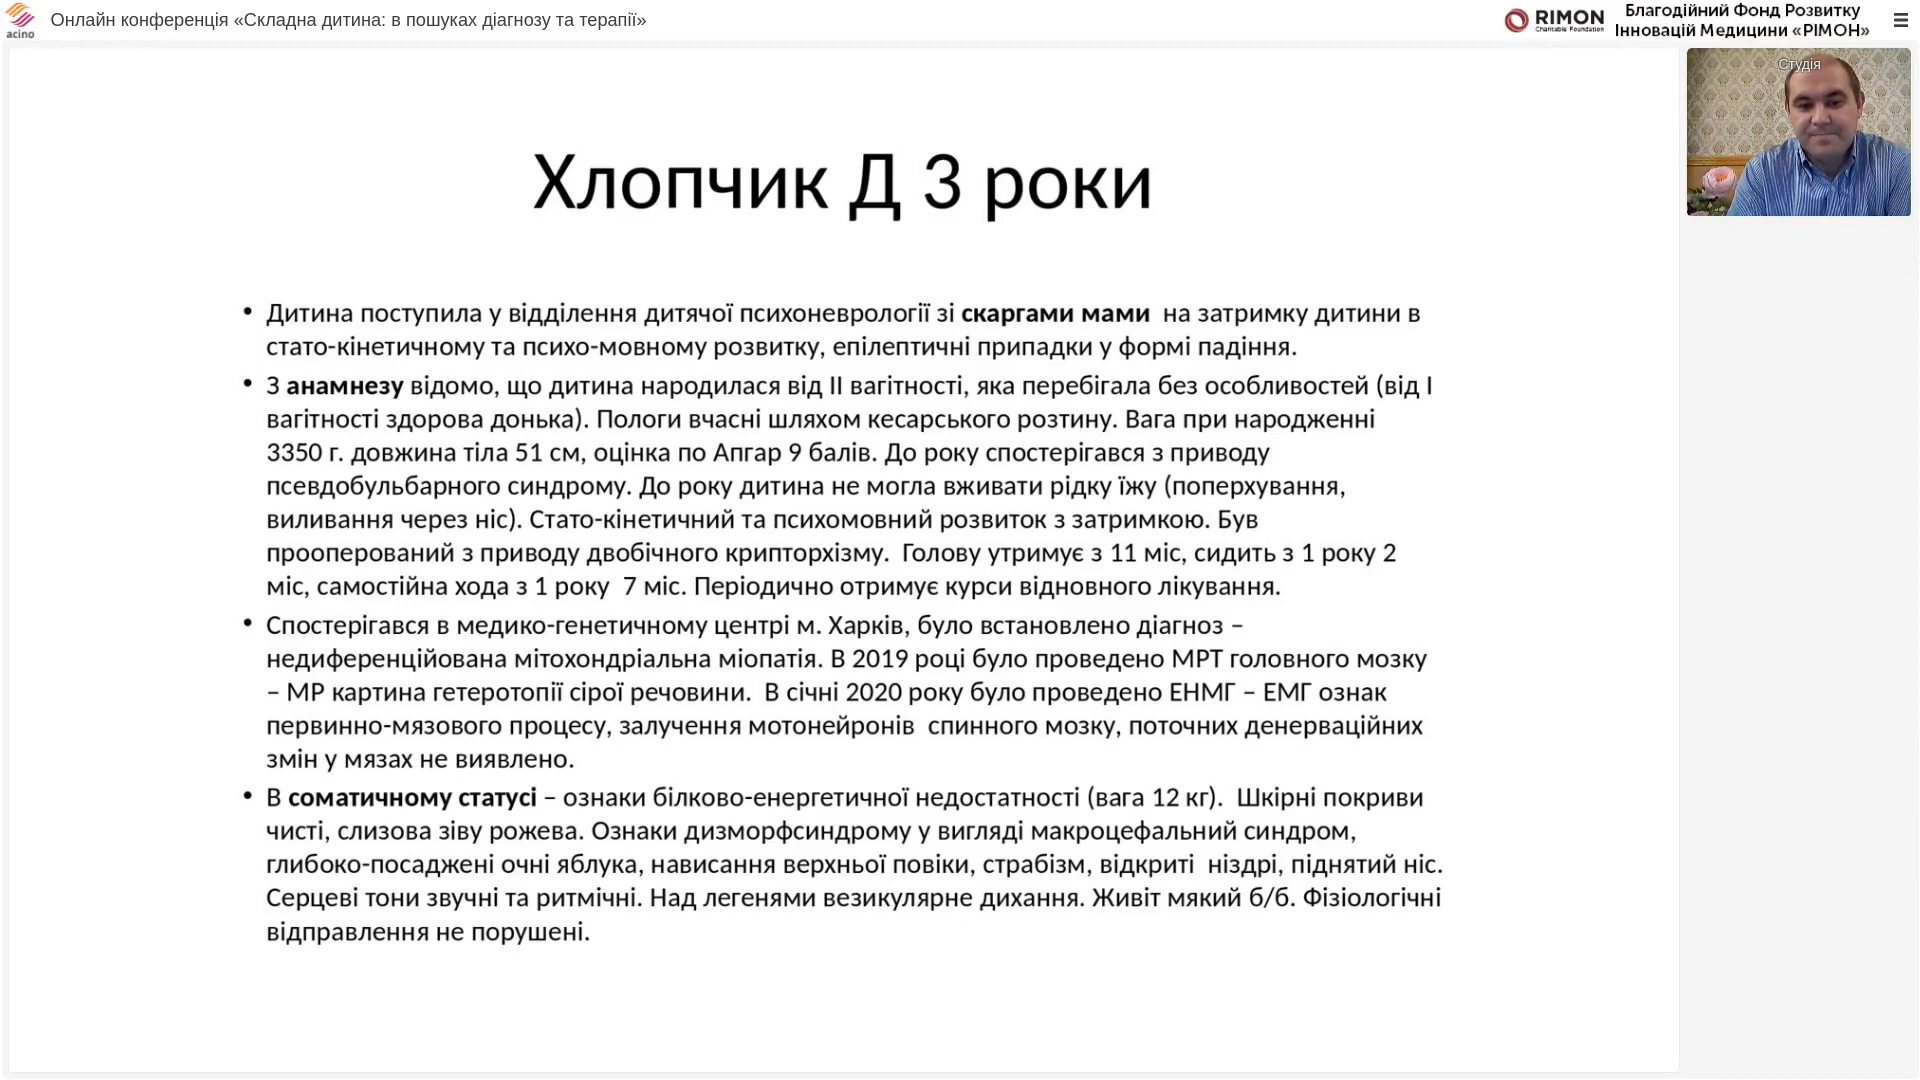 acino
Онлайн конференція «Складна дитина: в пошуках діагнозу та терапії»
RIMON
Charitable Foundation
Благодійний Фонд Розвитку
Інновацій Медицини «РІМОН»
Студія
Хлопчик Д 3 роки
• Дитина поступила у відділення дитячої психоневрології зі скаргами мами на затримку дитини в
стато-кінетичному та психо-мовному розвитку, епілептичні припадки у формі падіння.
• З анамнезу відомо, що дитина народилася від ІІ вагітності, яка перебігала без особливостей (від І
вагітності здорова донька). Пологи вчасні шляхом кесарського розтину. Вага при народженні
3350 г. довжина тіла 51 см, оцінка по Апгар 9 балів. До року спостерігався з приводу
псевдобульбарного синдрому. До року дитина не могла вживати рідку їжу (поперхування,
виливання через ніс). Стато-кінетичний та психомовний розвиток з затримкою. Був
прооперований з приводу двобічного крипторхізму. Голову утримує з 11 міс, сидить з 1 року 2
міс, самостійна хода з 1 року 7 міс. Періодично отримує курси відновного лікування.
• Спостерігався в медико-генетичному центрі м. Харків, було встановлено діагноз –
недиференційована мітохондріальна міопатія. В 2019 році було проведено МРТ головного мозку
– МР картина гетеротопії сірої речовини. В січні 2020 року було проведено ЕНМГ – ЕМГ ознак
первинно-мязового процесу, залучення мотонейронів спинного мозку, поточних денерваційних
змін у мязах не виявлено.
• В соматичному статусі – ознаки білково-енергетичної недостатності (вага 12 кг). Шкірні покриви
чисті, слизова зіву рожева. Ознаки дизморфсиндрому у вигляді макроцефальний синдром,
глибоко-посаджені очні яблука, нависання верхньої повіки, страбізм, відкриті ніздрі, піднятий ніс.
Серцеві тони звучні та ритмічні. Над легенями везикулярне дихання. Живіт мякий б/б. Фізіологічні
відправлення не порушені.